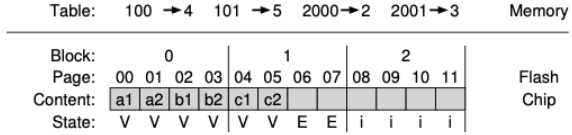 Table: 100 →4 101 →5 2000→2 2001→3 Memory
Block: 0 1 2
Page: 00 01 02 03 04 05 06 07 08 09 10 11 Flash
Content: a1 a2 b1 b2 c1 c2 Chip
State: V V V V V V E E i i i i